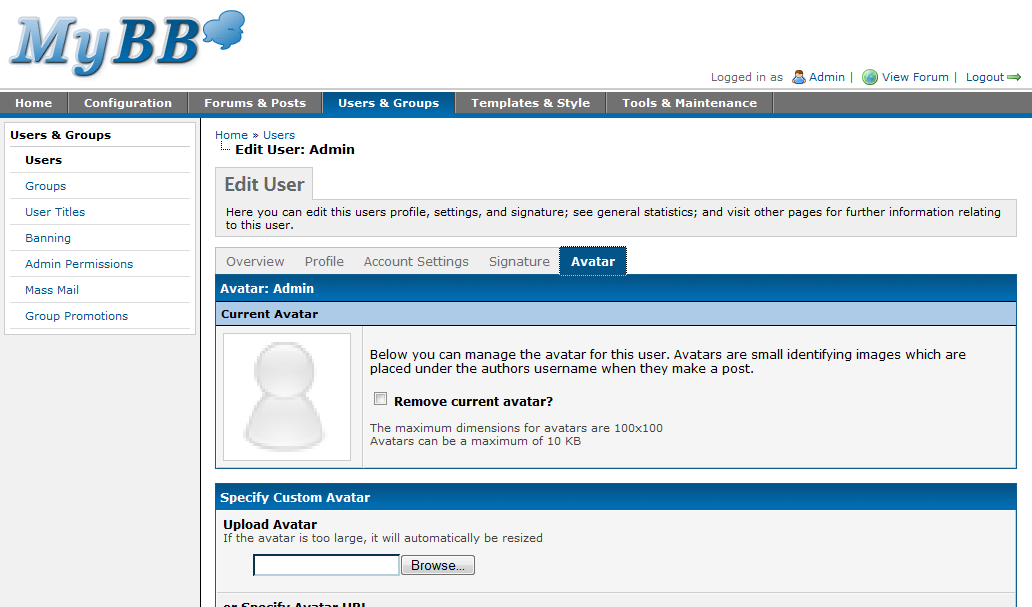 MyBB
Logged in as Admin | View Forum | Logout
Home Configuration Forums & Posts Users & Groups Templates & Style Tools & Maintenance
Users & Groups
Users
Groups
User Titles
Banning
Admin Permissions
Mass Mail
Group Promotions
Home » Users
Edit User: Admin
Edit User
Here you can edit this users profile, settings, and signature; see general statistics; and visit other pages for further information relating
to this user.
Overview Profile Account Settings Signature Avatar
Avatar: Admin
Current Avatar
Below you can manage the avatar for this user. Avatars are small identifying images which are
placed under the authors username when they make a post.
Remove current avatar?
The maximum dimensions for avatars are 100x100
Avatars can be a maximum of 10 KB
Specify Custom Avatar
Upload Avatar
If the avatar is too large, it will automatically be resized
Browse...
or Specify Avatar URL